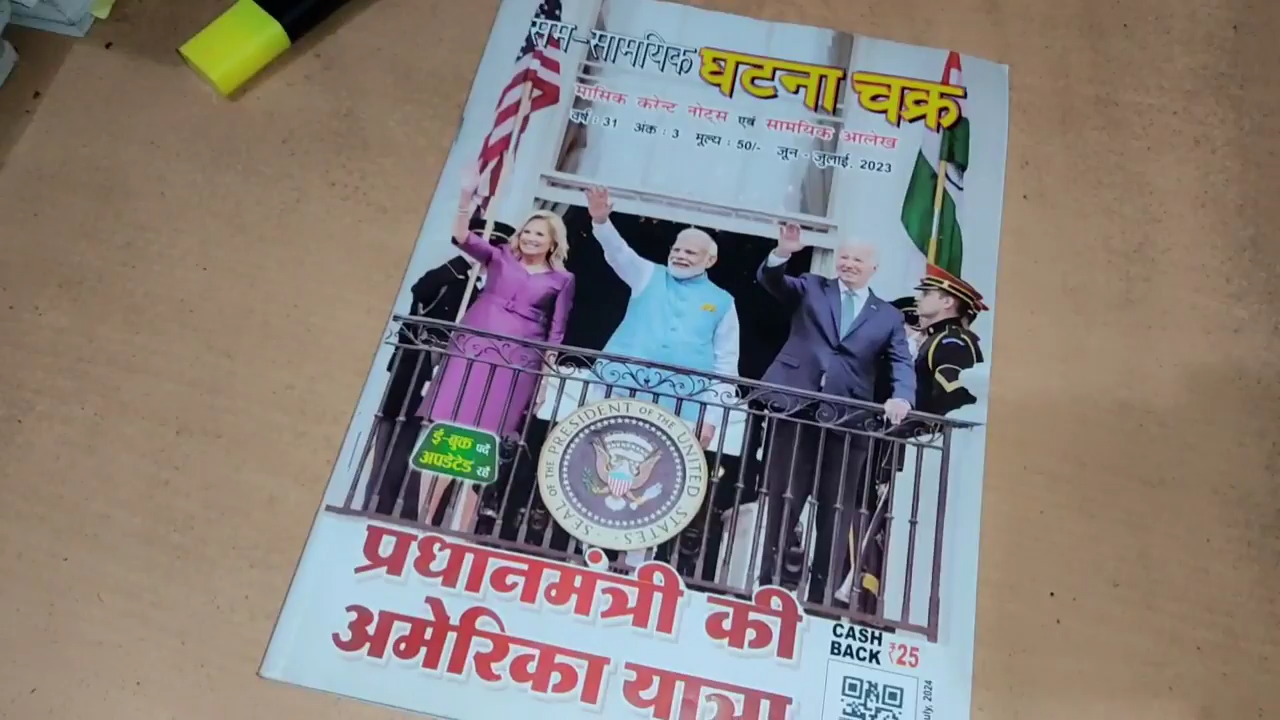 सम-सामयिक घटना चक्र
मासिक करेन्ट नोट्स एवं सामयिक आलेख
वर्ष : 31 अंक : 3 मूल्य : 50/- जून - जुलाई, 2023
SEAL OF THE PRESIDENT OF THE UNITED STATES
ई-बुक पढ़ें
अपडेटेड रहें
प्रधानमंत्री की
अमेरिका यात्रा
CASH
BACK ₹25
July, 2024